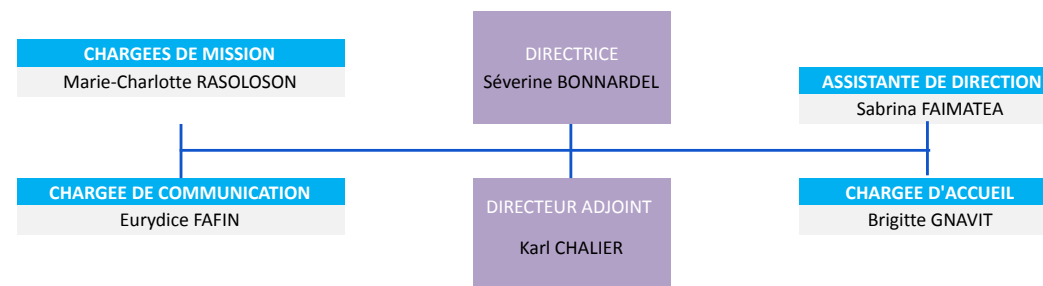 CHARGEES DE MISSION
Marie-Charlotte RASOLOSON
DIRECTRICE
Séverine BONNARDEL
ASSISTANTE DE DIRECTION
Sabrina FAIMATEA
CHARGEE DE COMMUNICATION
Eurydice FAFIN
DIRECTEUR ADJOINT
Karl CHALIER
CHARGEE D'ACCUEIL
Brigitte GNAVIT